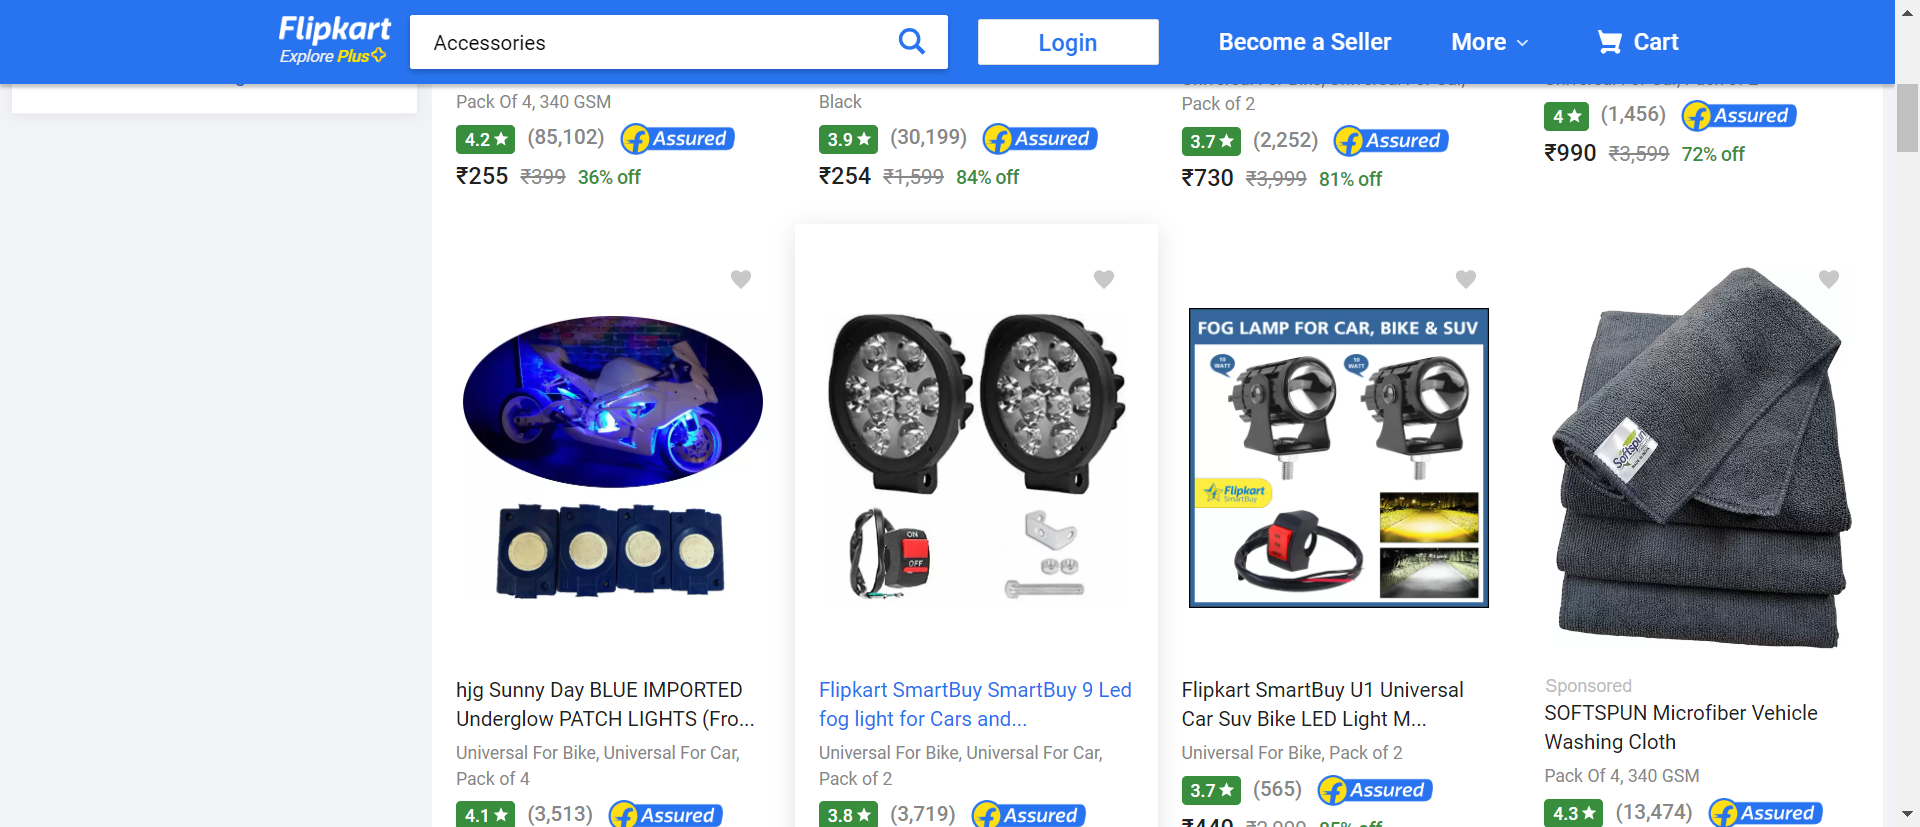 Flipkart
Explore Plus
Accessories
Login
Become a Seller
More
Cart
Pack Of 4, 340 GSM
4.2 ★ (85,102) Assured
₹255 ₹399 36% off
Black
3.9 ★ (30,199) Assured
₹254 ₹1,599 84% off
Pack of 2
3.7 ★ (2,252) Assured
₹730 ₹3,999 81% off
4 ★ (1,456) Assured
₹990 ₹3,599 72% off
hjg Sunny Day BLUE IMPORTED
Underglow PATCH LIGHTS (Fro...
Universal For Bike, Universal For Car,
Pack of 4
4.1 ★ (3,513) Assured
ON
OFF
Flipkart SmartBuy SmartBuy 9 Led
fog light for Cars and...
Universal For Bike, Universal For Car,
Pack of 2
3.8 ★ (3,719) Assured
FOG LAMP FOR CAR, BIKE & SUV
10
WATT
10
WATT
Flipkart
SmartBuy
Flipkart SmartBuy U1 Universal
Car Suv Bike LED Light M...
Universal For Bike, Pack of 2
3.7 ★ (565) Assured
Softspun
Sponsored
SOFTSPUN Microfiber Vehicle
Washing Cloth
Pack Of 4, 340 GSM
4.3 ★ (13,474) Assured